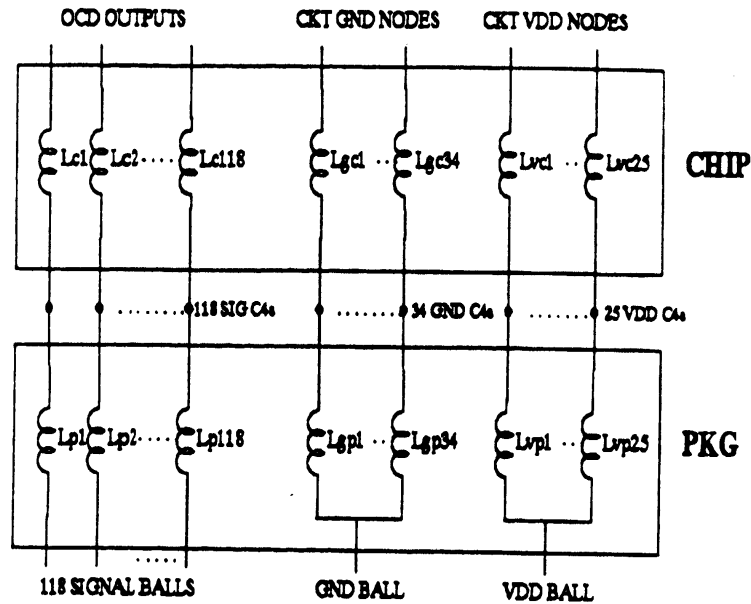 OCD OUTPUTS CKT GND NODES CKT VDD NODES
Lc1 Lc2 ····· Lc118 Lgc1 ·· Lgc34 Lvc1 ·· Lvc25 CHIP
········ 118 SIG C4s ········ 34 GND C4s ········ 25 VDD C4s
Lp1 Lp2 ····· Lp118 Lgp1 ·· Lgp34 Lvp1 ·· Lvp25 PKG
······
118 SIGNAL BALLS GND BALL VDD BALL